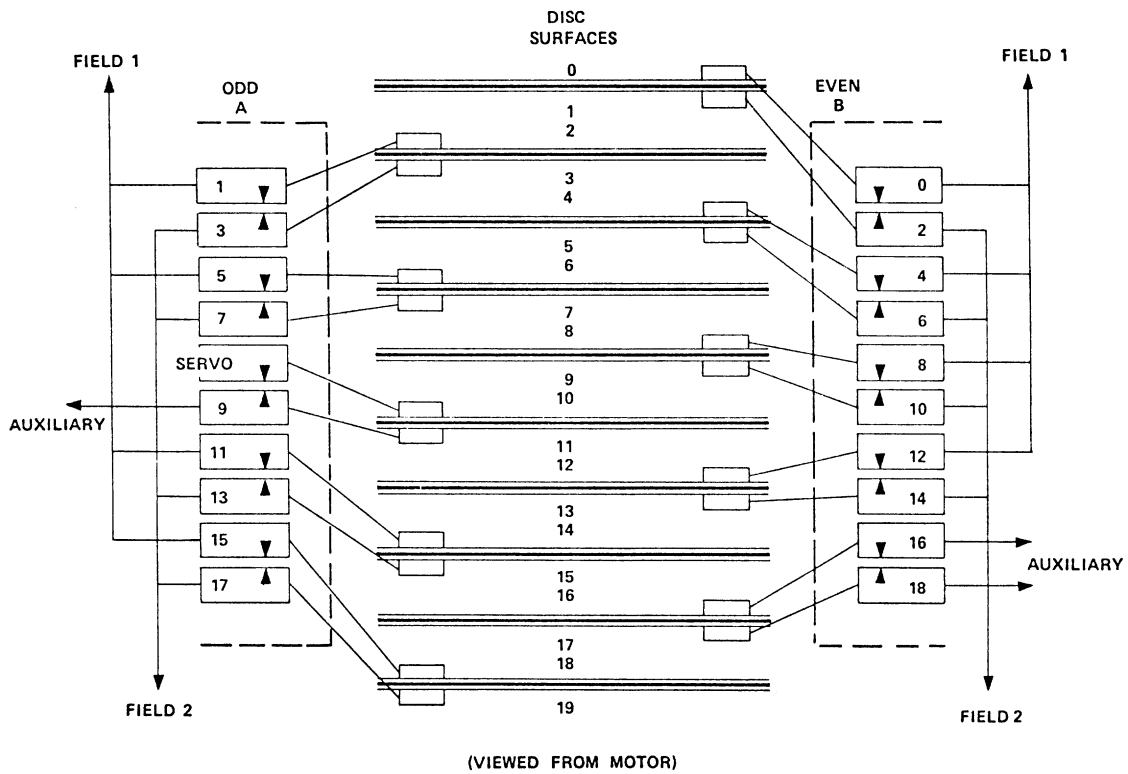 DISC
SURFACES
FIELD 1
ODD
A
EVEN
B
FIELD 1
0
1
2
3
4
5
6
7
8
9
10
11
12
13
14
15
16
17
18
19
1
3
5
7
SERVO
9
11
13
15
17
AUXILIARY
FIELD 2
0
2
4
6
8
10
12
14
16
18
AUXILIARY
FIELD 2
(VIEWED FROM MOTOR)